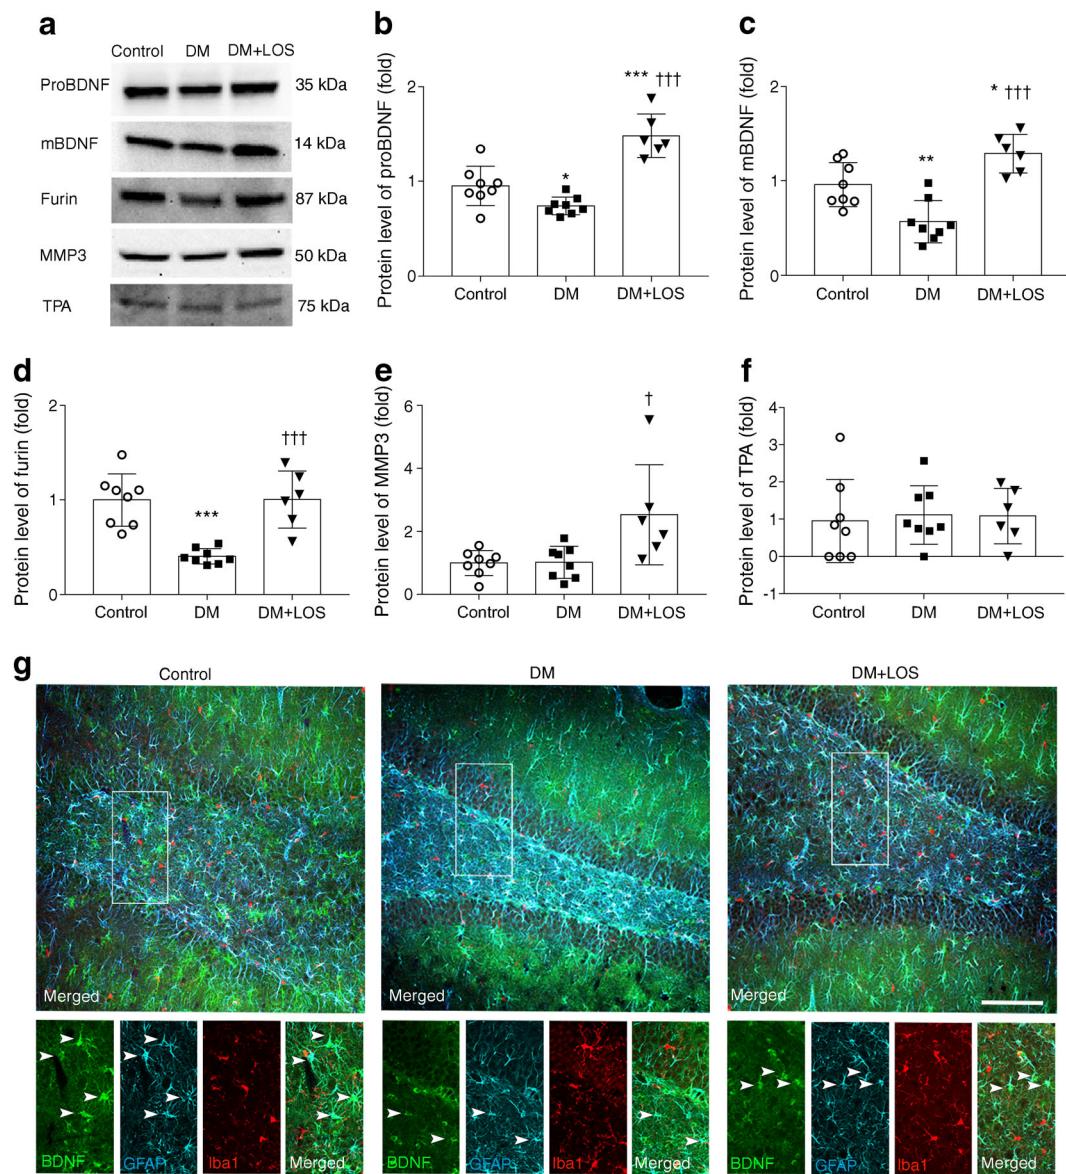 a
Control DM DM+LOS
ProBDNF 35 kDa
mBDNF 14 kDa
Furin 87 kDa
MMP3 50 kDa
TPA 75 kDa
b
Protein level of proBDNF (fold)
2
1
0
*
*** †††
Control DM DM+LOS
c
Protein level of mBDNF (fold)
2
1
0
**
* †††
Control DM DM+LOS
d
Protein level of furin (fold)
2
1
0
***
†††
Control DM DM+LOS
e
Protein level of MMP3 (fold)
6
4
2
0
†
Control DM DM+LOS
f
Protein level of TPA (fold)
4
3
2
1
0
-1
Control DM DM+LOS
g
Control DM DM+LOS
Merged Merged Merged
BDNF GFAP Iba1 Merged BDNF GFAP Iba1 Merged BDNF GFAP Iba1 Merged